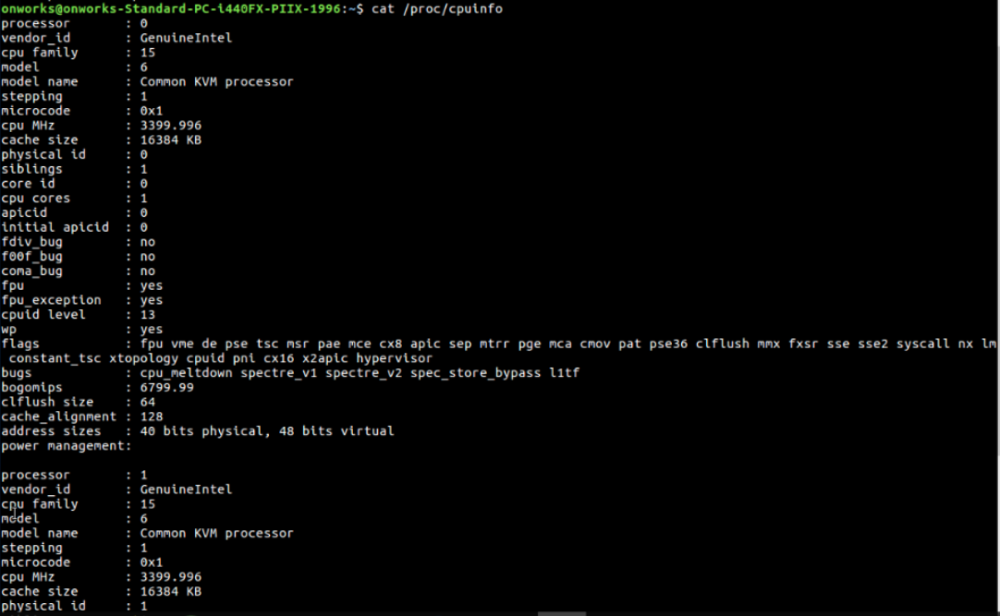 onworks@onworks-Standard-PC-i440FX-PIIX-1996:~$ cat /proc/cpuinfo
processor : 0
vendor_id : GenuineIntel
cpu family : 15
model : 6
model name : Common KVM processor
stepping : 1
microcode : 0x1
cpu MHz : 3399.996
cache size : 16384 KB
physical id : 0
siblings : 1
core id : 0
cpu cores : 1
apicid : 0
initial apicid : 0
fdiv_bug : no
f00f_bug : no
coma_bug : no
fpu : yes
fpu_exception : yes
cpuid level : 13
wp : yes
flags : fpu vme de pse tsc msr pae mce cx8 apic sep mtrr pge mca cmov pat pse36 clflush mmx fxsr sse sse2 syscall nx lm
constant_tsc xtopology cpuid pni cx16 x2apic hypervisor
bugs : cpu_meltdown spectre_v1 spectre_v2 spec_store_bypass l1tf
bogomips : 6799.99
clflush size : 64
cache_alignment : 128
address sizes : 40 bits physical, 48 bits virtual
power management:
processor : 1
vendor_id : GenuineIntel
cpu family : 15
model : 6
model name : Common KVM processor
stepping : 1
microcode : 0x1
cpu MHz : 3399.996
cache size : 16384 KB
physical id : 1